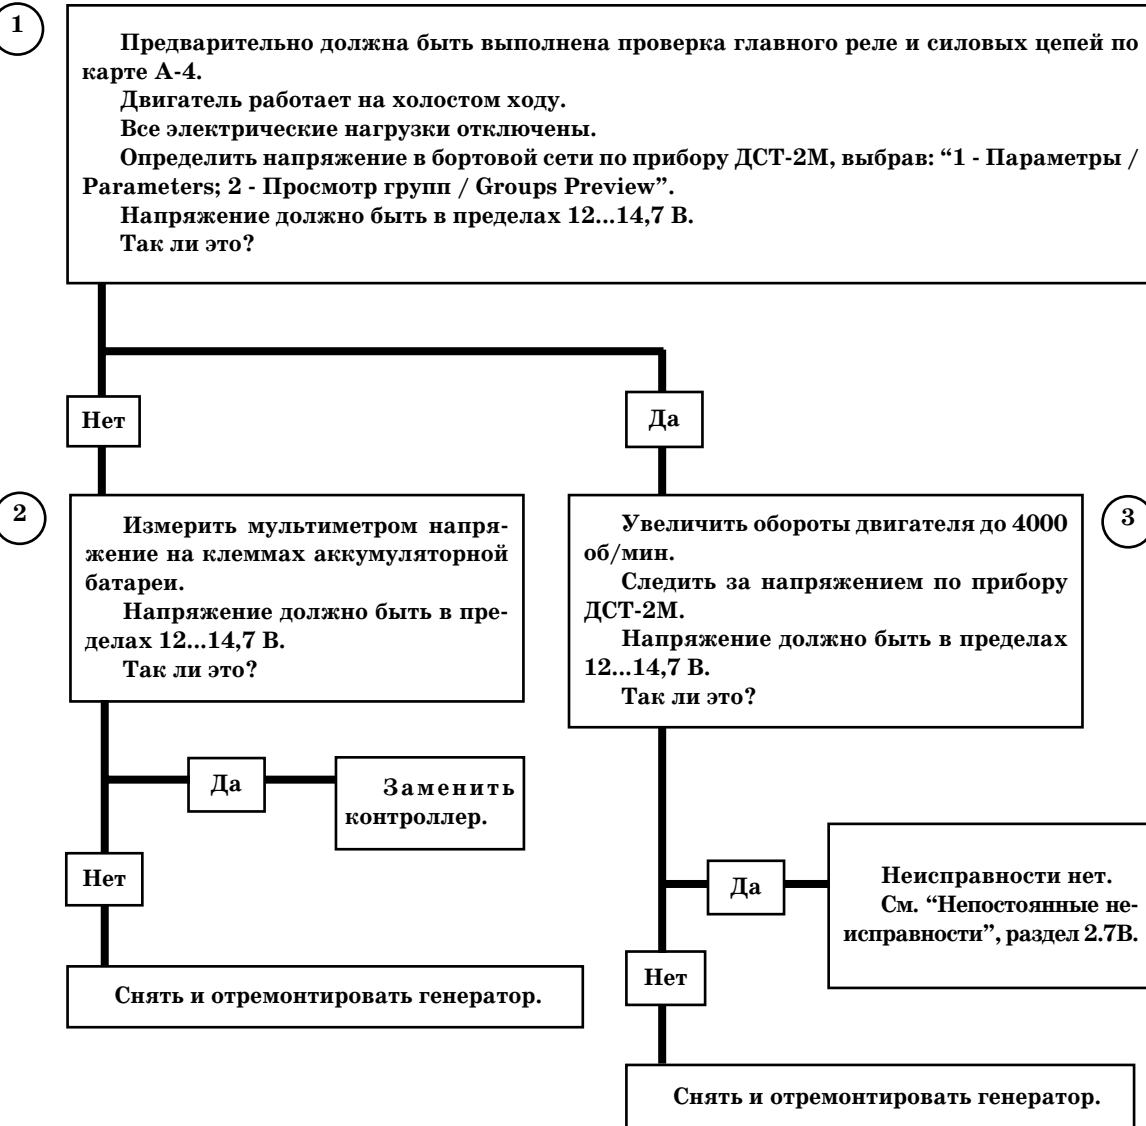 1
Предварительно должна быть выполнена проверка главного реле и силовых цепей по
карте А-4.
Двигатель работает на холостом ходу.
Все электрические нагрузки отключены.
Определить напряжение в бортовой сети по прибору ДСТ-2М, выбрав: “1 - Параметры /
Parameters; 2 - Просмотр групп / Groups Preview”.
Напряжение должно быть в пределах 12...14,7 В.
Так ли это?
Нет
Да
2
Измерить мультиметром напря-
жение на клеммах аккумуляторной
батареи.
Напряжение должно быть в пре-
делах 12...14,7 В.
Так ли это?
3
Увеличить обороты двигателя до 4000
об/мин.
Следить за напряжением по прибору
ДСТ-2М.
Напряжение должно быть в пределах
12...14,7 В.
Так ли это?
Да
Заменить
контроллер.
Нет
Снять и отремонтировать генератор.
Да
Неисправности нет.
См. “Непостоянные не-
исправности”, раздел 2.7В.
Нет
Снять и отремонтировать генератор.